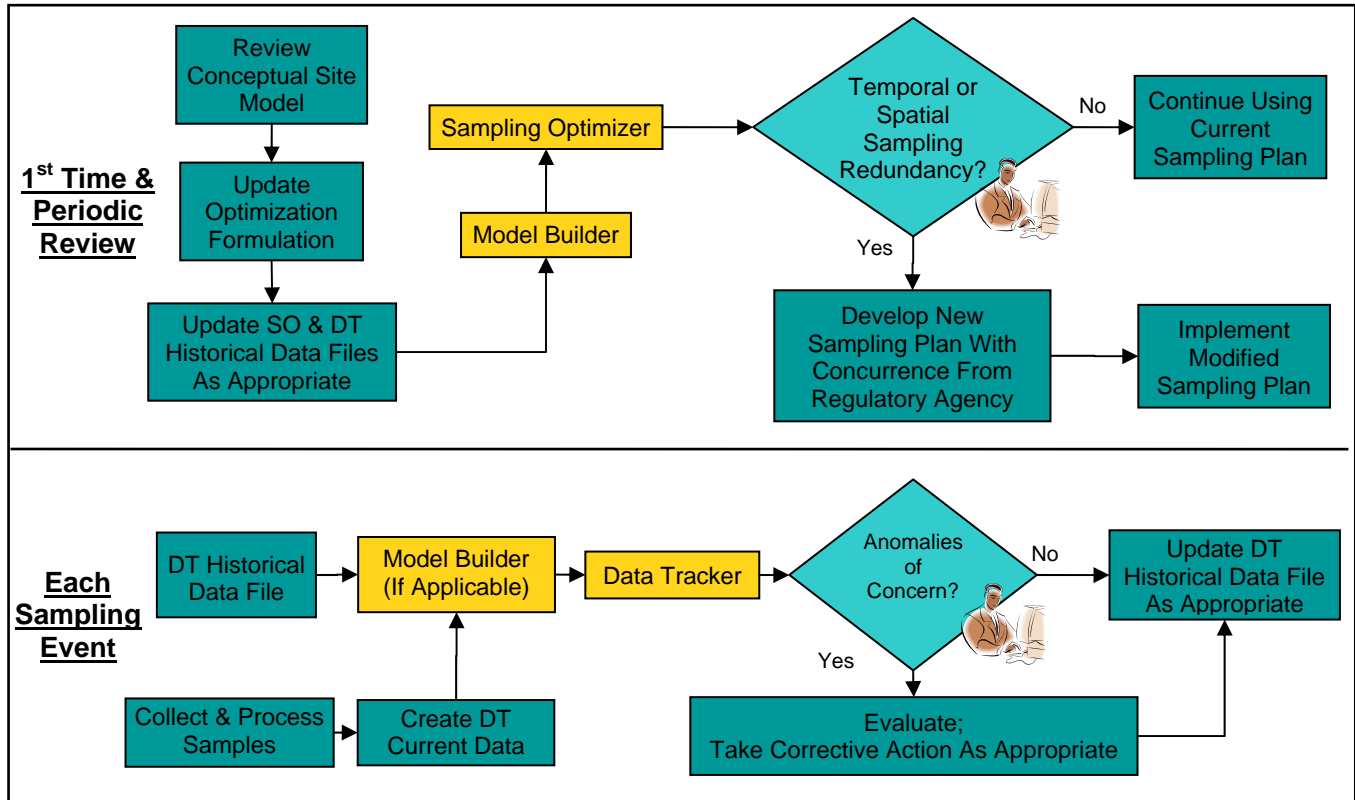 1st Time &
Periodic
Review
Review
Conceptual Site
Model
Update
Optimization
Formulation
Update SO & DT
Historical Data Files
As Appropriate
Model Builder
Sampling Optimizer
Temporal or
Spatial
Sampling
Redundancy?
No
Continue Using
Current
Sampling Plan
Yes
Develop New
Sampling Plan With
Concurrence From
Regulatory Agency
Implement
Modified
Sampling Plan
Each
Sampling
Event
DT Historical
Data File
Collect & Process
Samples
Create DT
Current Data
Model Builder
(If Applicable)
Data Tracker
Anomalies
of
Concern?
No
Update DT
Historical Data File
As Appropriate
Yes
Evaluate;
Take Corrective Action As Appropriate